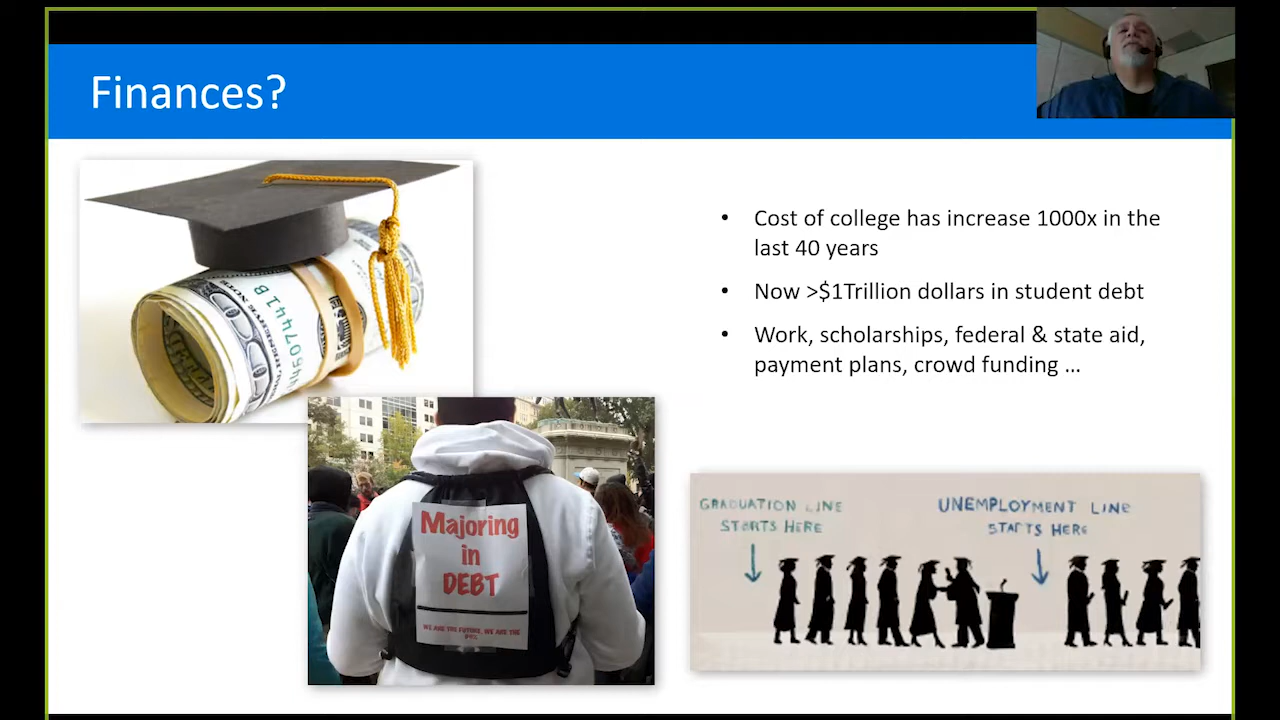 Finances?
• Cost of college has increase 1000x in the
last 40 years
• Now >$1Trillion dollars in student debt
• Work, scholarships, federal & state aid,
payment plans, crowd funding ...
Majoring
in
DEBT
WE ARE THE FUTURE, WE ARE THE
GRADUATION LINE
STARTS HERE
UNEMPLOYMENT LINE
STARTS HERE